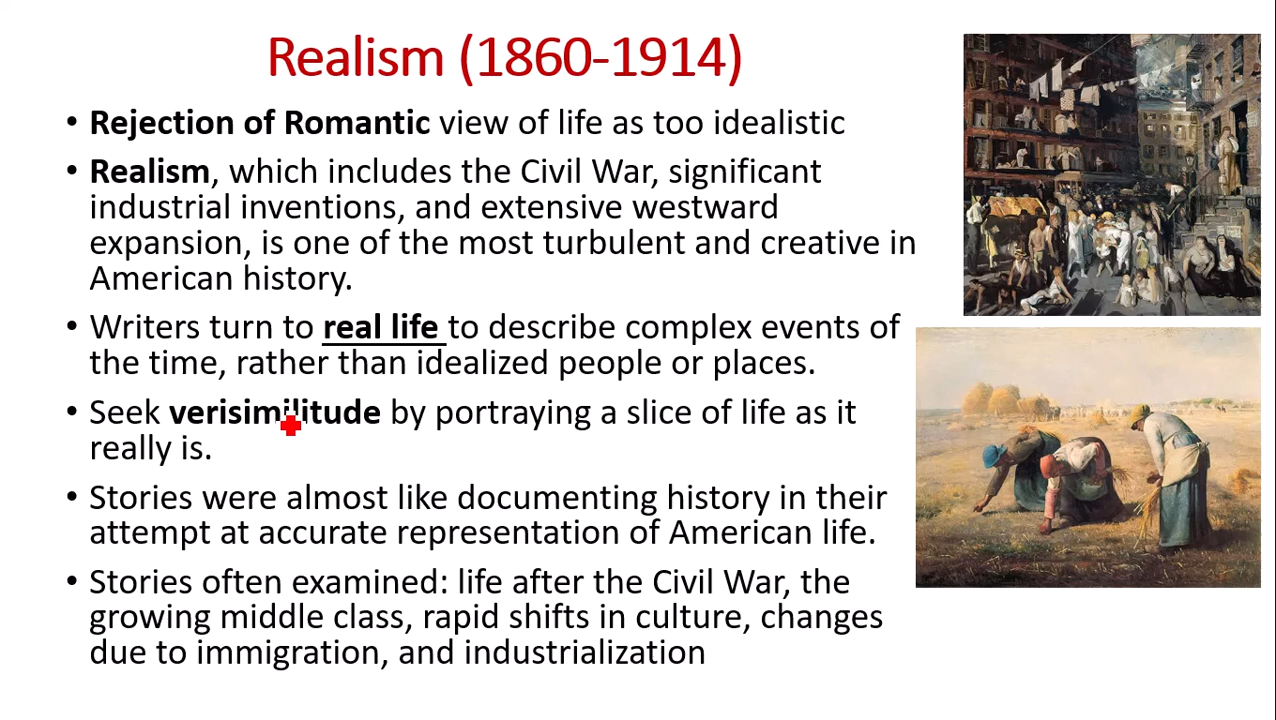 Realism (1860-1914)
• Rejection of Romantic view of life as too idealistic
• Realism, which includes the Civil War, significant
industrial inventions, and extensive westward
expansion, is one of the most turbulent and creative in
American history.
• Writers turn to real life to describe complex events of
the time, rather than idealized people or places.
• Seek verisimilitude by portraying a slice of life as it
really is.
• Stories were almost like documenting history in their
attempt at accurate representation of American life.
• Stories often examined: life after the Civil War, the
growing middle class, rapid shifts in culture, changes
due to immigration, and industrialization